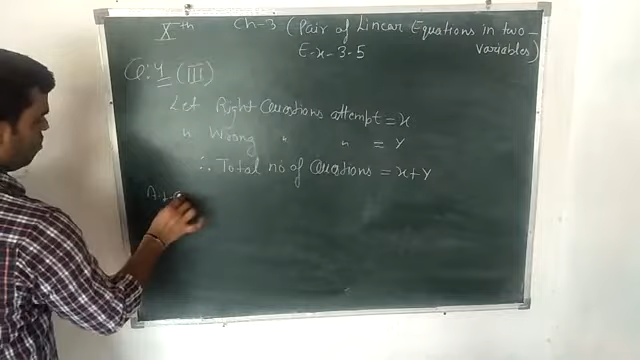 Xth Ch-3 (Pair of Linear Equations in two-
variables)
Ex-3.5
Q:4 (III)
Let Right Questions attempt = x
" Wrong " " = y
∴ Total no of Questions = x+y
A.t.Q